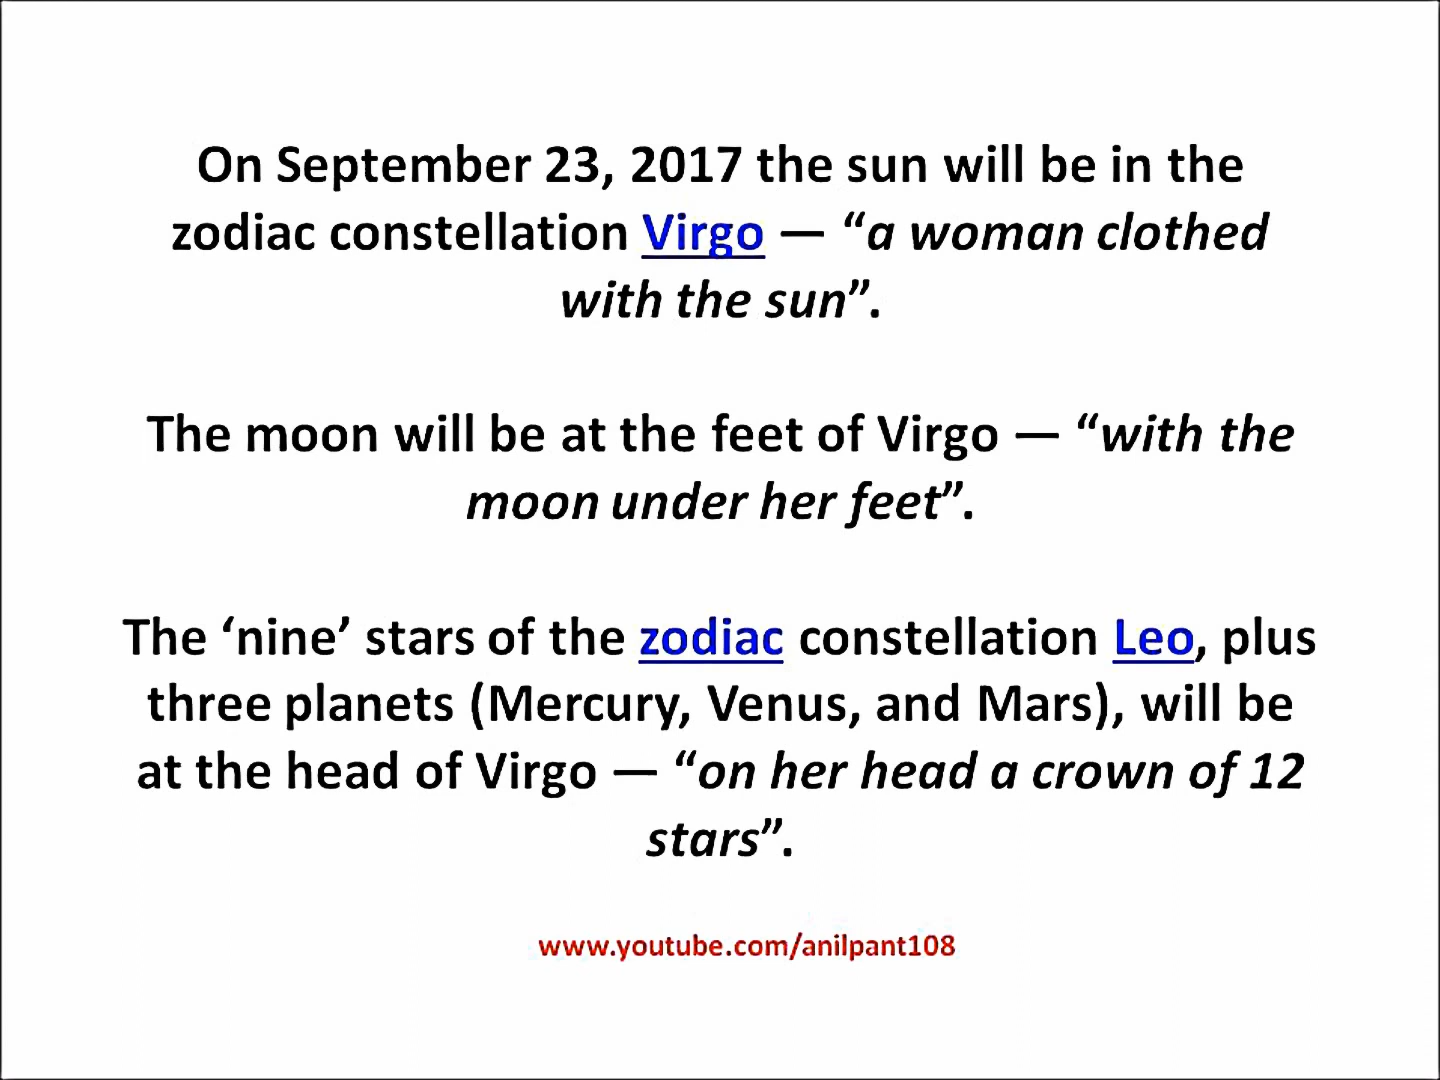 On September 23, 2017 the sun will be in the
zodiac constellation Virgo — “a woman clothed
with the sun”.
The moon will be at the feet of Virgo — “with the
moon under her feet”.
The ‘nine’ stars of the zodiac constellation Leo, plus
three planets (Mercury, Venus, and Mars), will be
at the head of Virgo — “on her head a crown of 12
stars”.
www.youtube.com/anilpant108